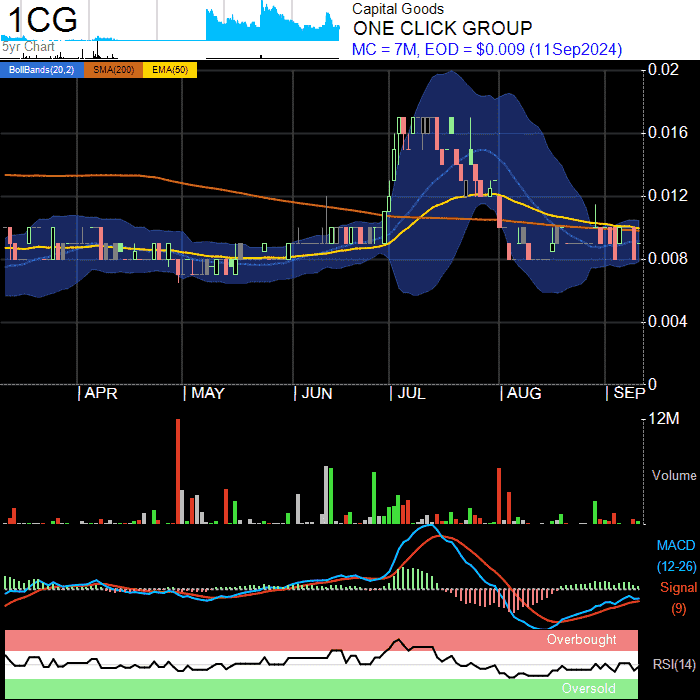 1CG
Capital Goods
ONE CLICK GROUP
5yr Chart
MC = 7M, EOD = $0.009 (11Sep2024)
BollBands(20,2) SMA(200) EMA(50)
0.02
0.016
0.012
0.008
0.004
0
APR MAY JUN JUL AUG SEP
12M
Volume
MACD
(12-26)
Signal
(9)
Overbought
RSI(14)
Oversold